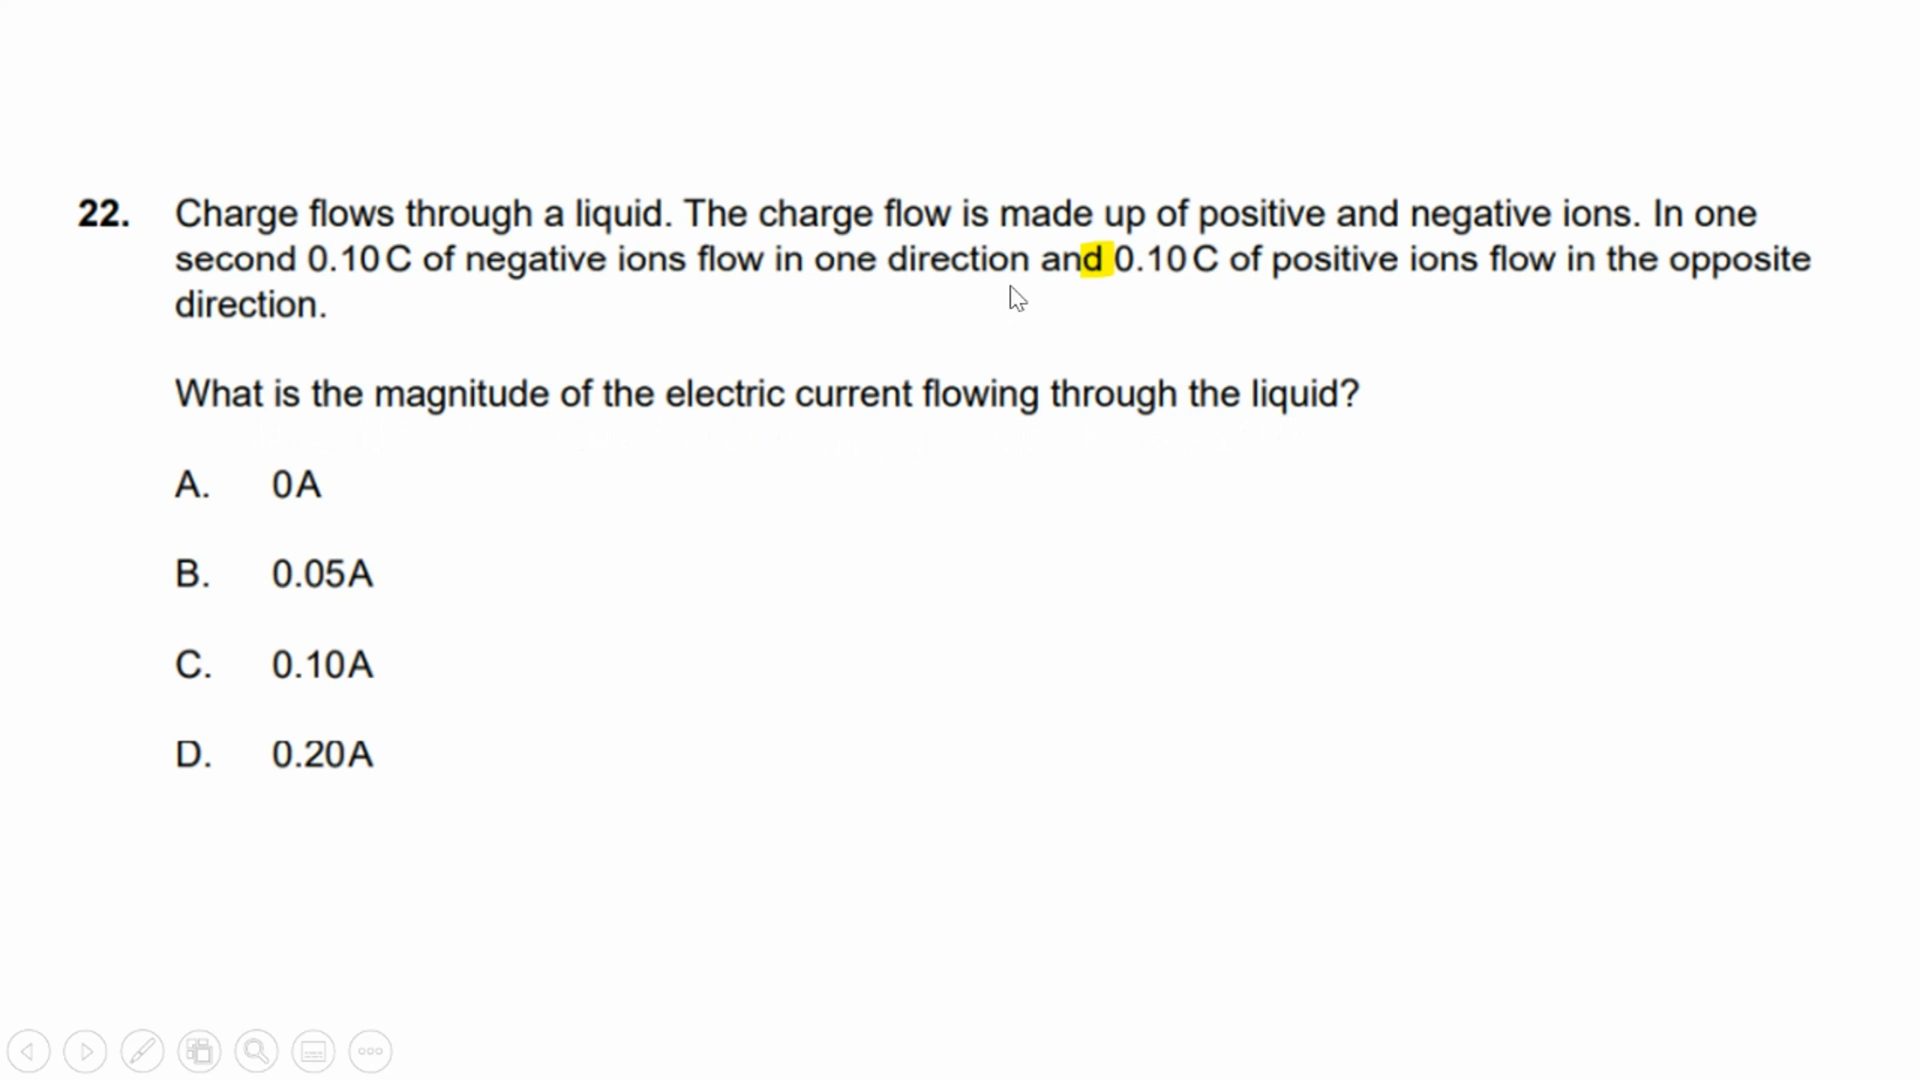 22. Charge flows through a liquid. The charge flow is made up of positive and negative ions. In one
second 0.10 C of negative ions flow in one direction and 0.10 C of positive ions flow in the opposite
direction.
What is the magnitude of the electric current flowing through the liquid?
A. 0A
B. 0.05A
C. 0.10A
D. 0.20A